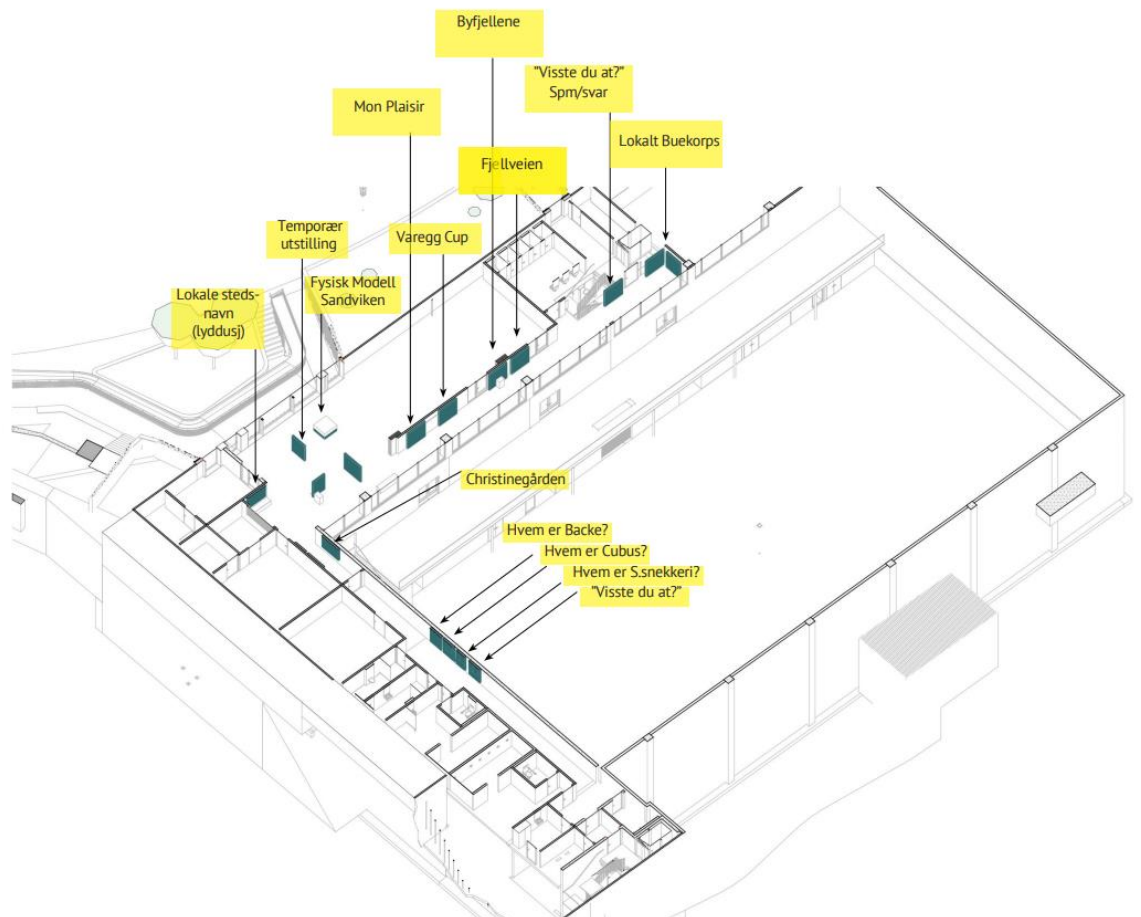 Byfjellene
"Visste du at?"
Spm/svar
Mon Plaisir
Lokalt Buekorps
Fjellveien
Temporær
utstilling
Varegg Cup
Fysisk Modell
Sandviken
Lokale steds-
navn
(lyddusj)
Christinegården
Hvem er Backe?
Hvem er Cubus?
Hvem er S.snekkeri?
"Visste du at?"